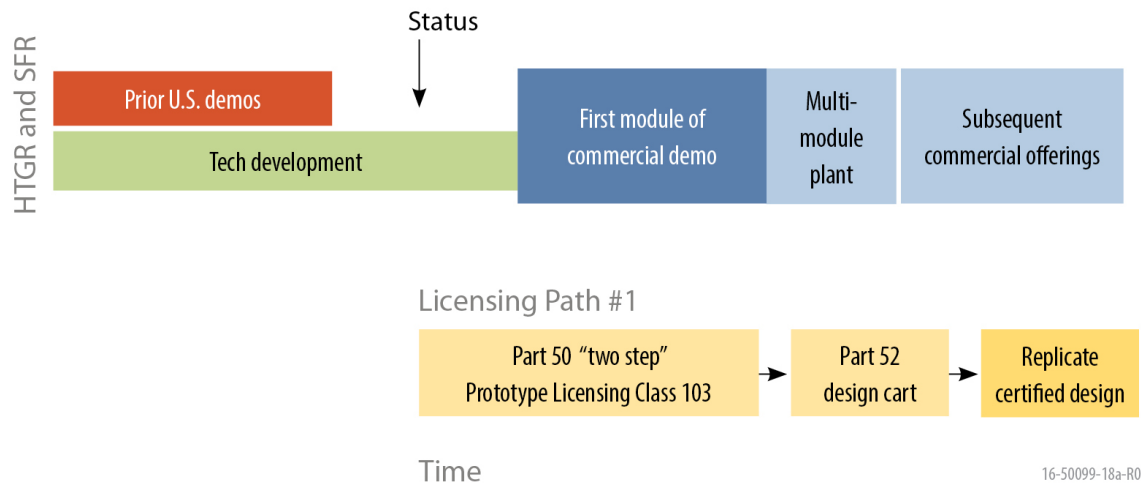 Status
HTGR and SFR
Prior U.S. demos
Tech development
First module of
commercial demo
Multi-
module
plant
Subsequent
commercial offerings
Licensing Path #1
Part 50 “two step”
Prototype Licensing Class 103
Part 52
design cart
Replicate
certified design
Time
16-50099-18a-R0